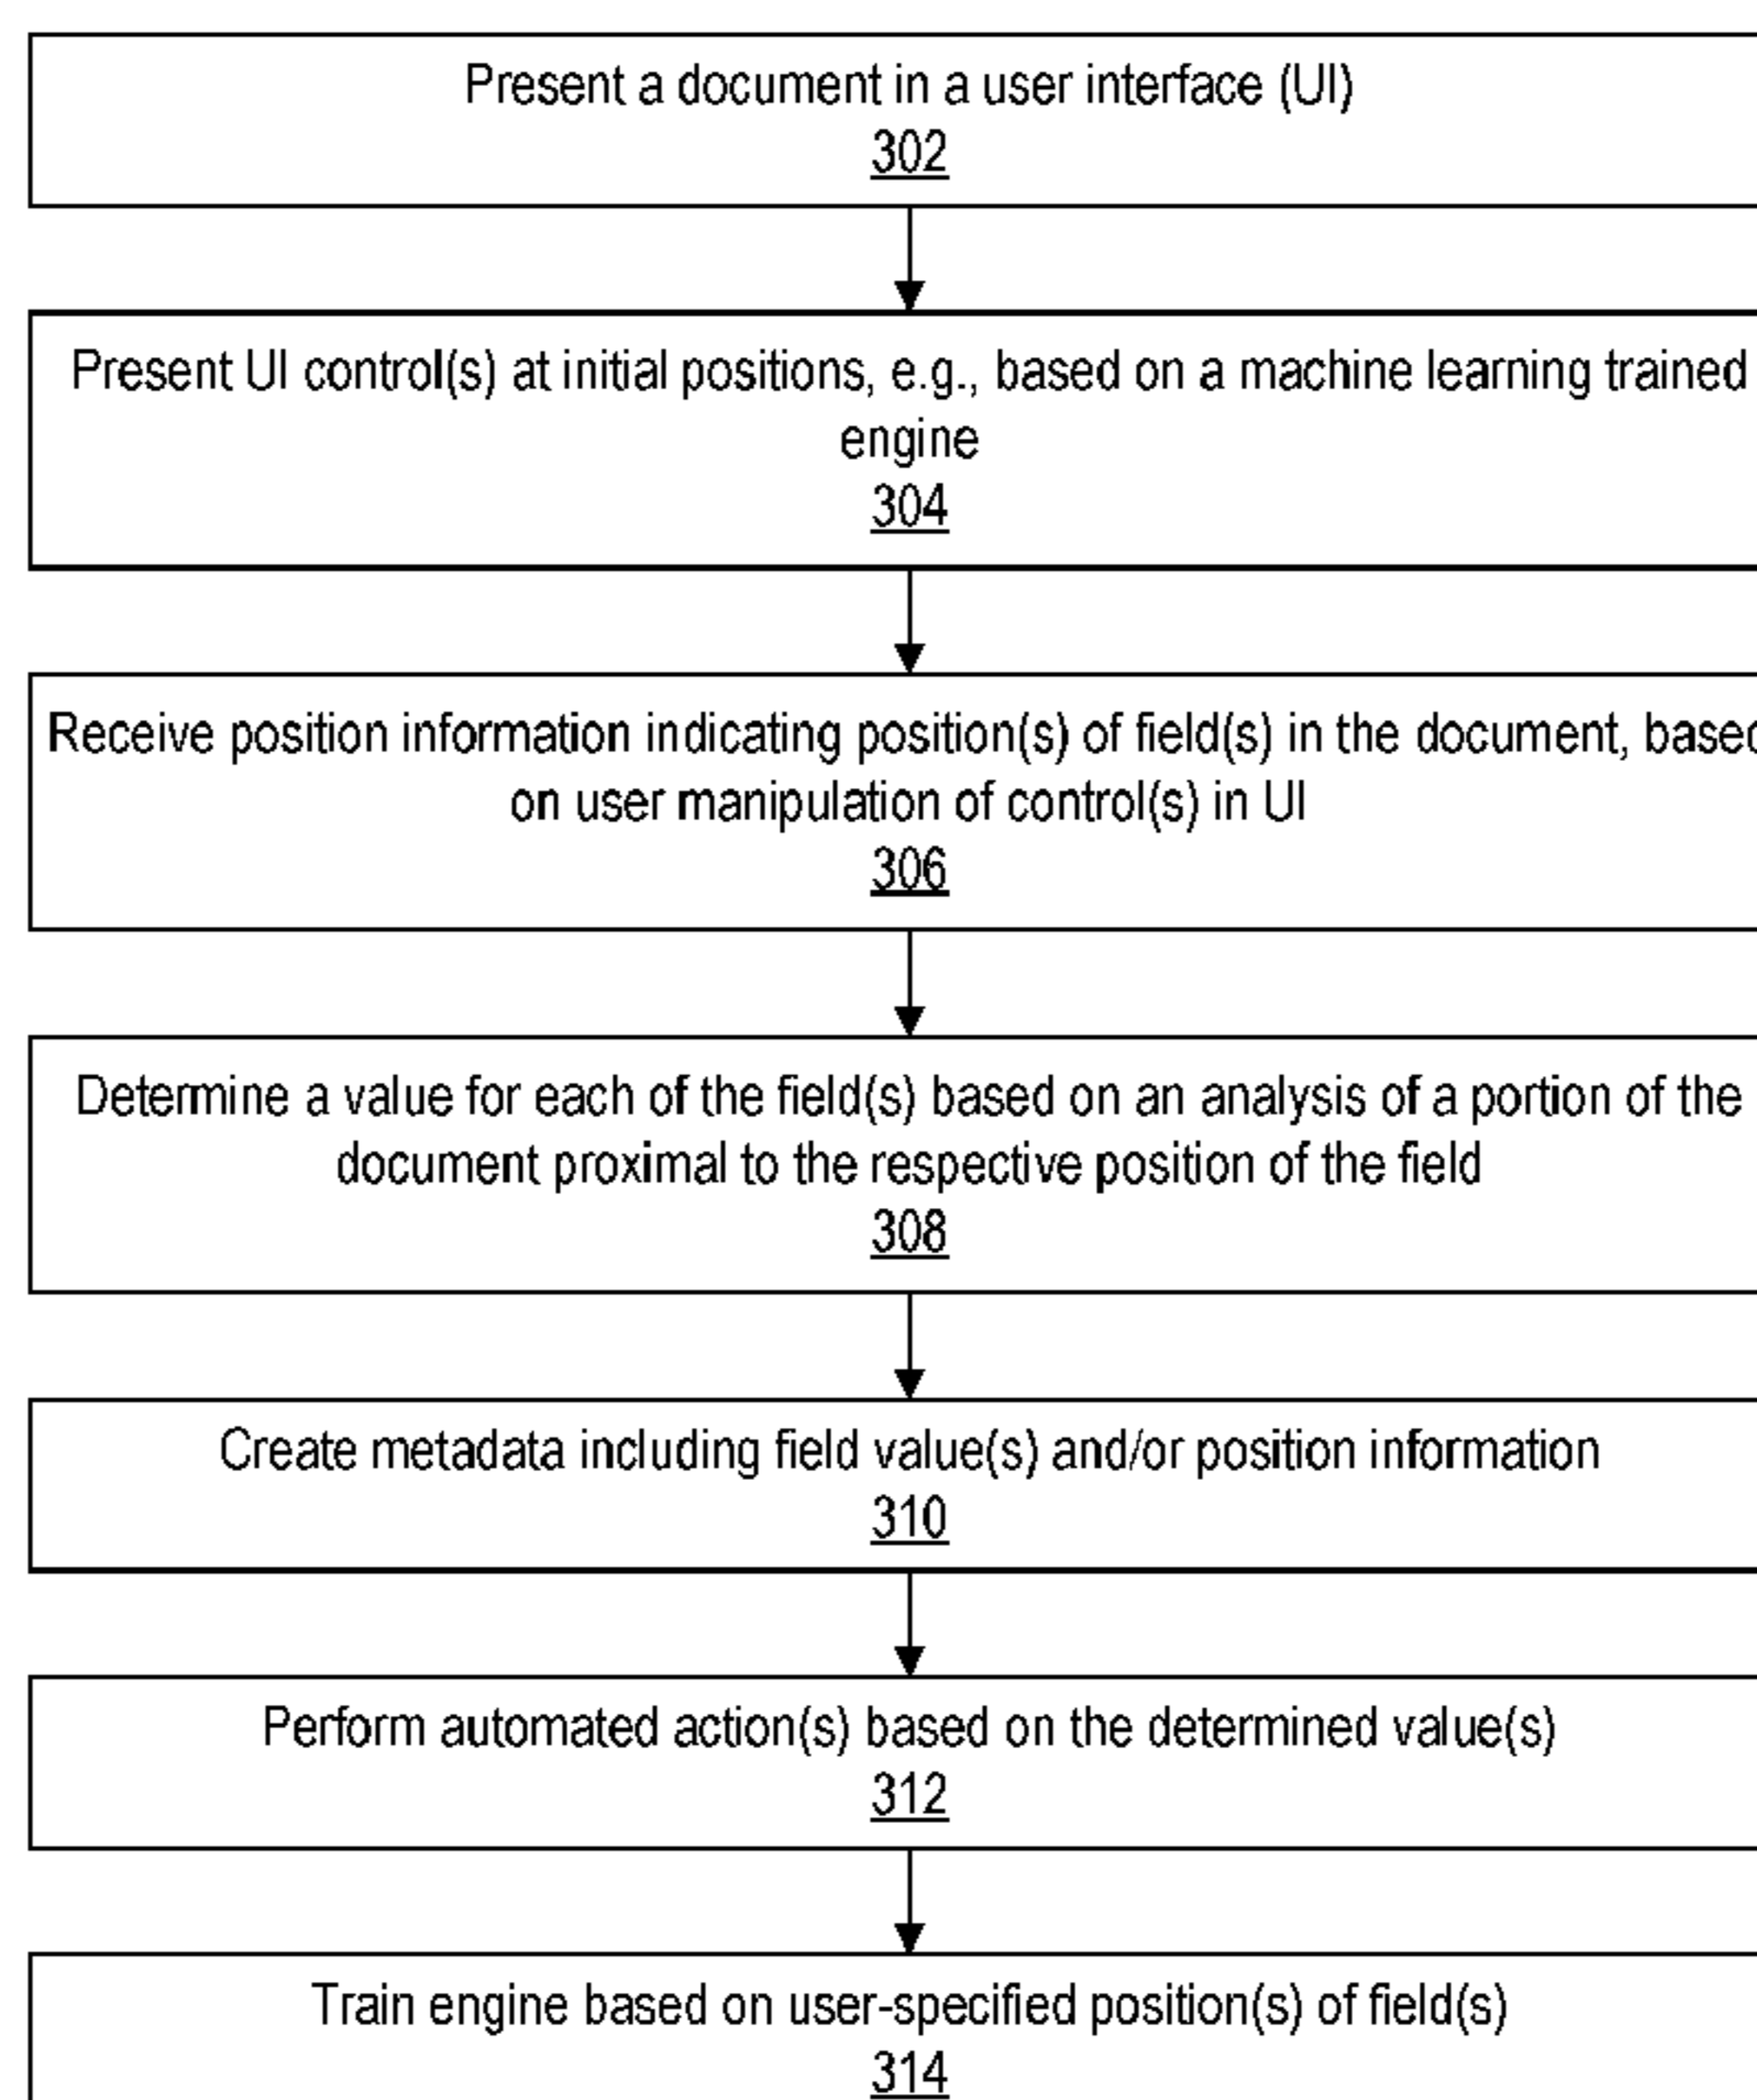 Present a document in a user interface (UI)
302
Present UI control(s) at initial positions, e.g., based on a machine learning trained
engine
304
Receive position information indicating position(s) of field(s) in the document, based
on user manipulation of control(s) in UI
306
Determine a value for each of the field(s) based on an analysis of a portion of the
document proximal to the respective position of the field
308
Create metadata including field value(s) and/or position information
310
Perform automated action(s) based on the determined value(s)
312
Train engine based on user-specified position(s) of field(s)
314